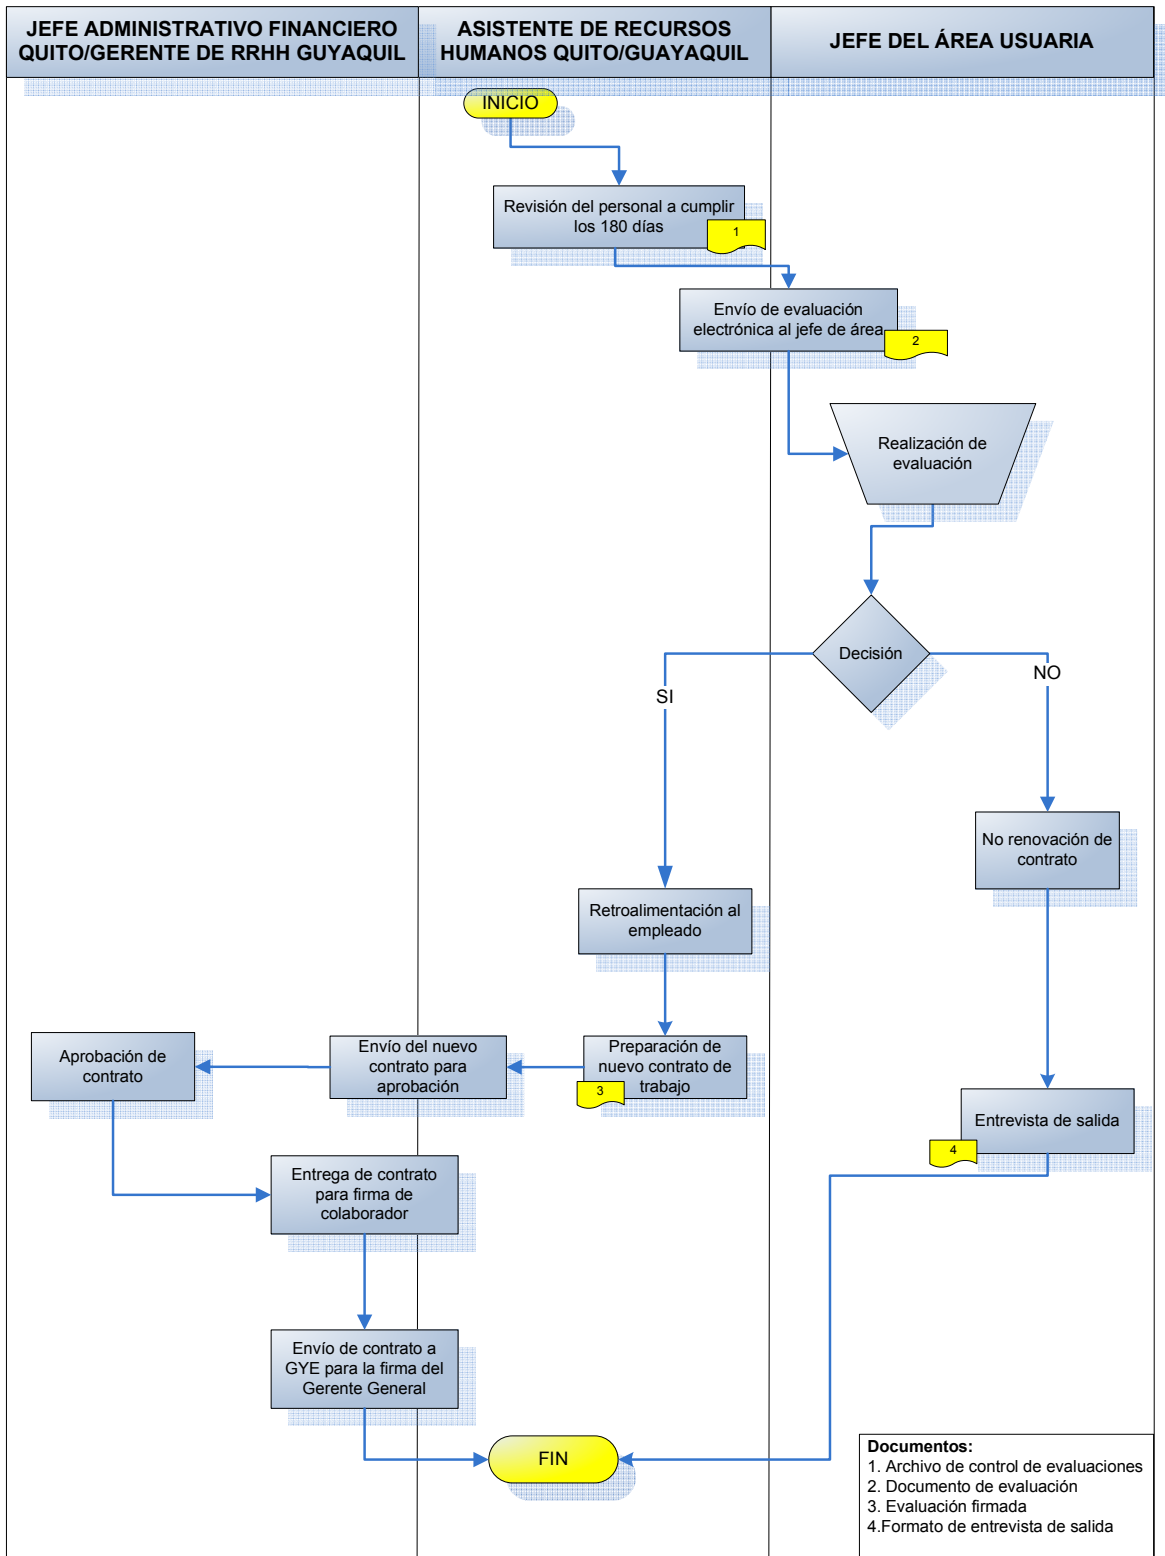 JEFE ADMINISTRATIVO FINANCIERO
QUITO/GERENTE DE RRHH GUYAQUIL
ASISTENTE DE RECURSOS
HUMANOS QUITO/GUAYAQUIL
JEFE DEL ÁREA USUARIA
INICIO
Revisión del personal a cumplir
los 180 días
1
Envío de evaluación
electrónica al jefe de área
2
Realización de
evaluación
Decisión
SI
NO
No renovación de
contrato
Retroalimentación al
empleado
Aprobación de
contrato
Envío del nuevo
contrato para
aprobación
Preparación de
nuevo contrato de
trabajo
3
Entrevista de salida
4
Entrega de contrato
para firma de
colaborador
Envío de contrato a
GYE para la firma del
Gerente General
FIN
Documentos:
1. Archivo de control de evaluaciones
2. Documento de evaluación
3. Evaluación firmada
4.Formato de entrevista de salida